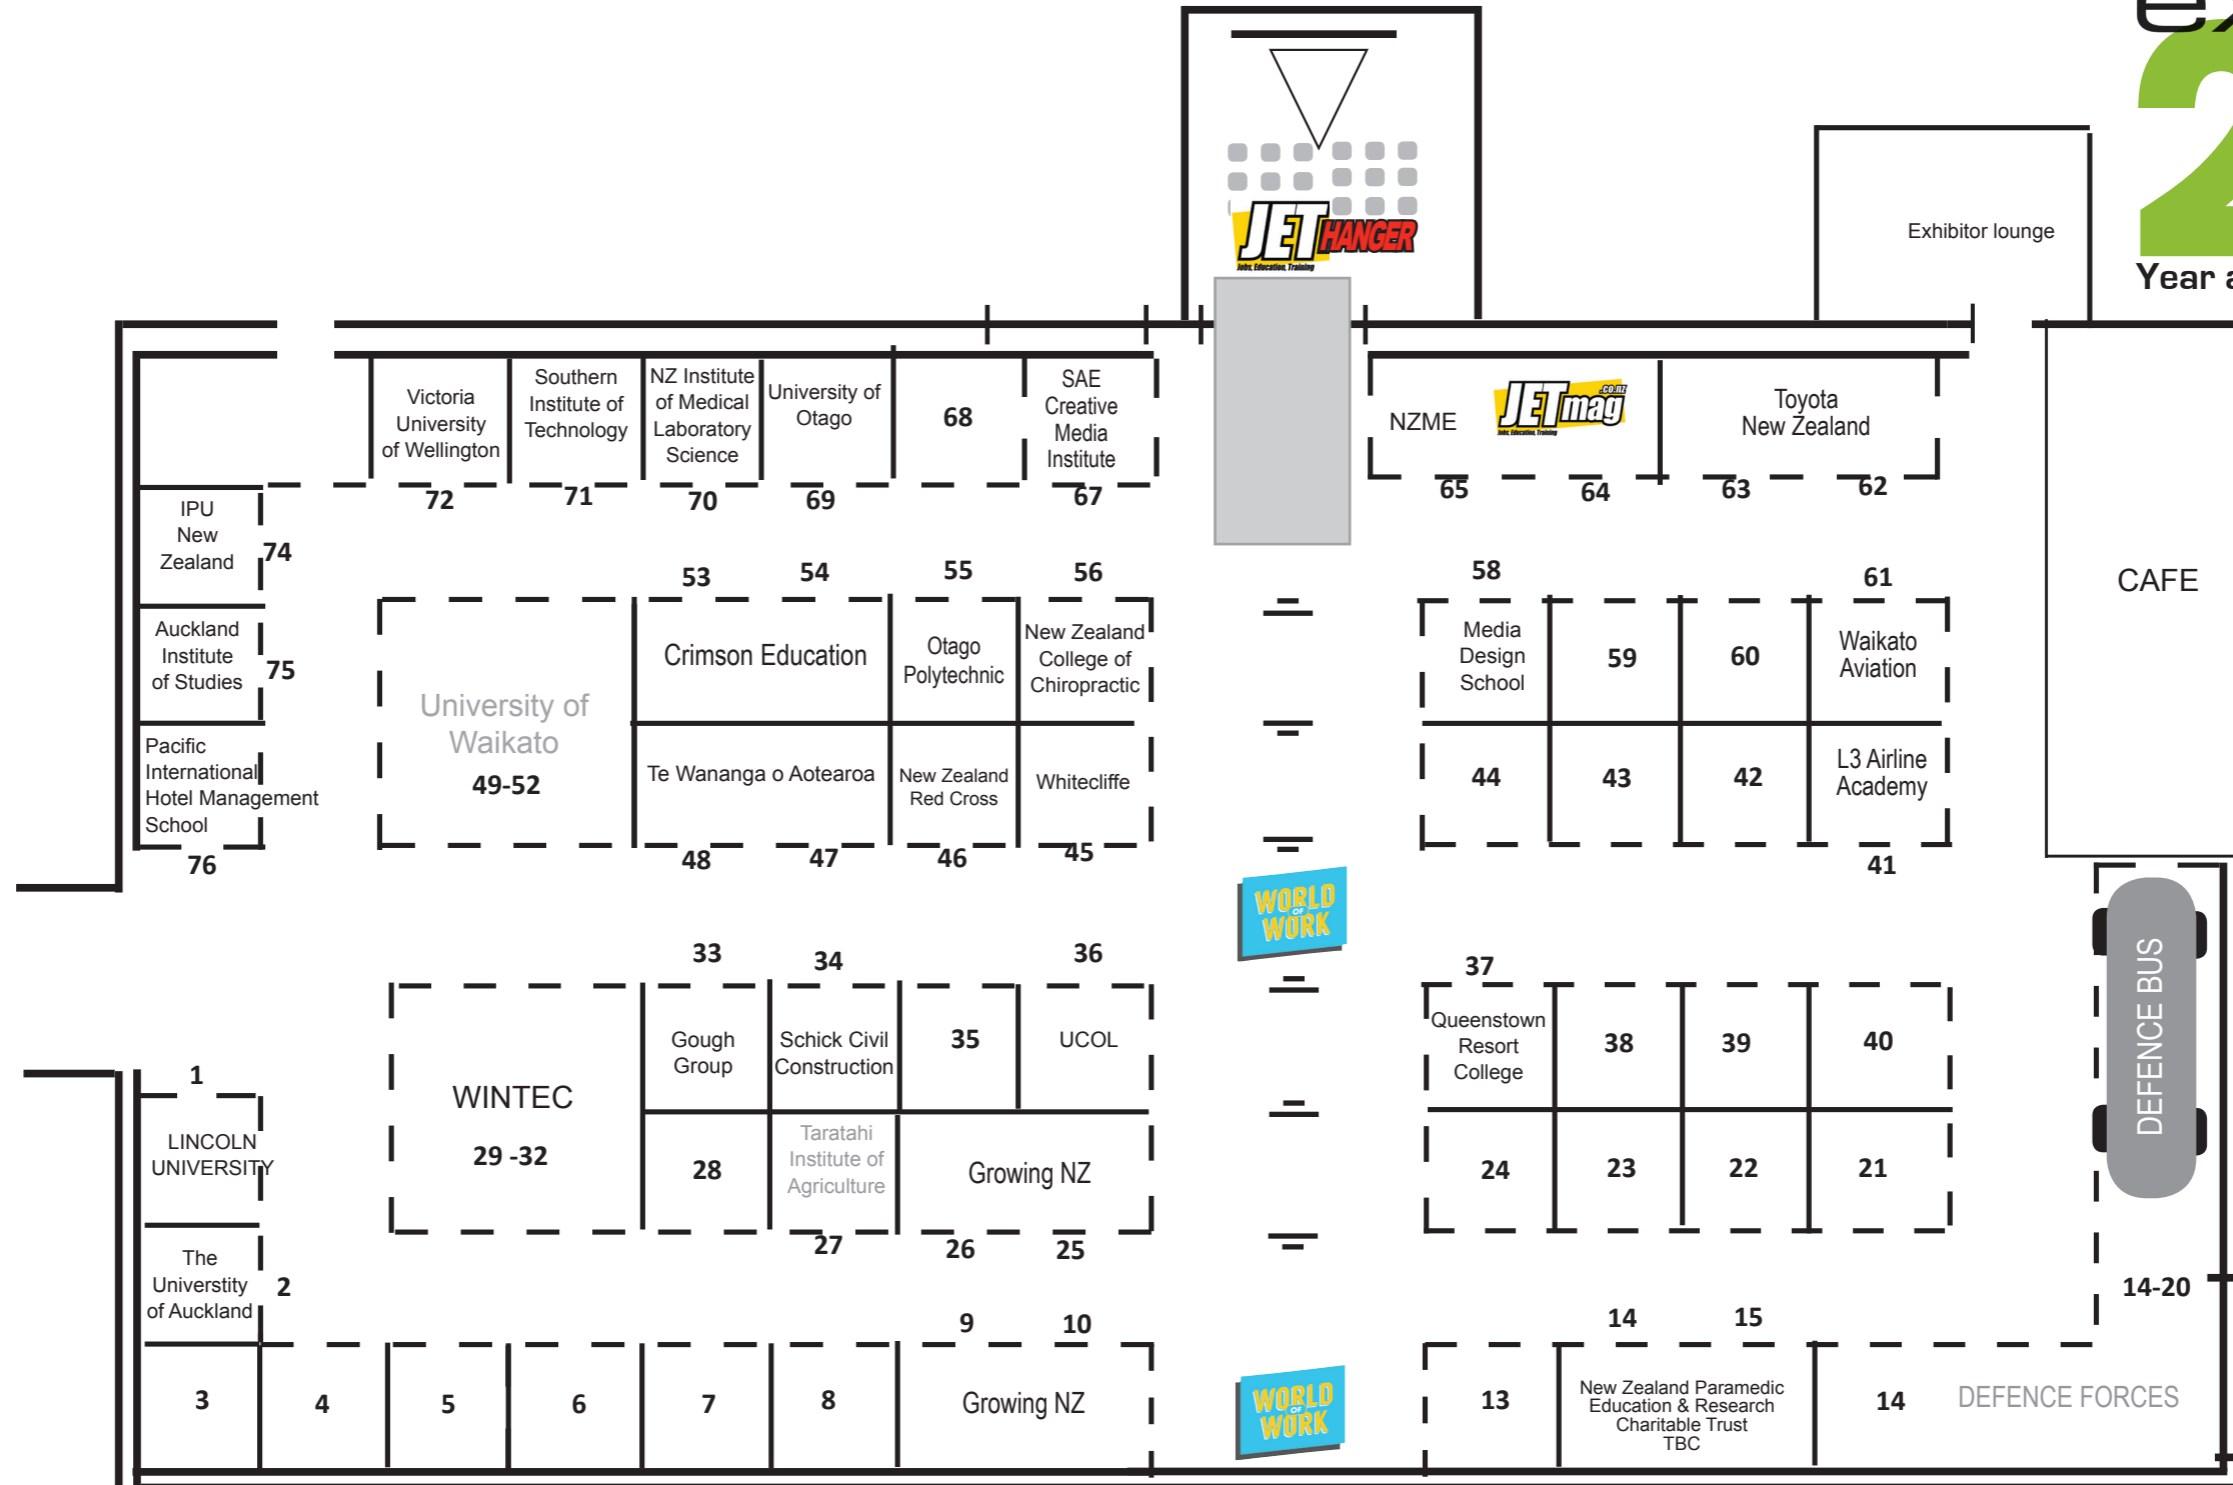 2
Year
JET
HANGER
Jobs, Education, Training
Exhibitor lounge
Victoria
University
of Wellington
72
Southern
Institute of
Technology
71
NZ Institute
of Medical
Laboratory
Science
70
University of
Otago
69
68
SAE
Creative
Media
Institute
67
NZME
JETmag
.co.nz
Jobs, Education, Training
65
64
Toyota
New Zealand
63
62
CAFE
IPU
New
Zealand
74
Auckland
Institute
of Studies
75
Pacific
International
Hotel Management
School
76
University of
Waikato
49-52
53
54
Crimson Education
55
Otago
Polytechnic
56
New Zealand
College of
Chiropractic
Te Wananga o Aotearoa
48
47
New Zealand
Red Cross
46
Whitecliffe
45
58
Media
Design
School
59
60
61
Waikato
Aviation
44
43
42
L3 Airline
Academy
41
WORLD
OF
WORK
DEFENCE BUS
14-20
WINTEC
29 -32
33
Gough
Group
34
Schick Civil
Construction
35
36
UCOL
28
Taratahi
Institute of
Agriculture
27
Growing NZ
26
25
37
Queenstown
Resort
College
38
39
40
24
23
22
21
1
LINCOLN
UNIVERSITY
The
Universtity
of Auckland
2
3
4
5
6
7
8
9
10
Growing NZ
WORLD
OF
WORK
13
14
15
New Zealand Paramedic
Education & Research
Charitable Trust
TBC
14
DEFENCE FORCES